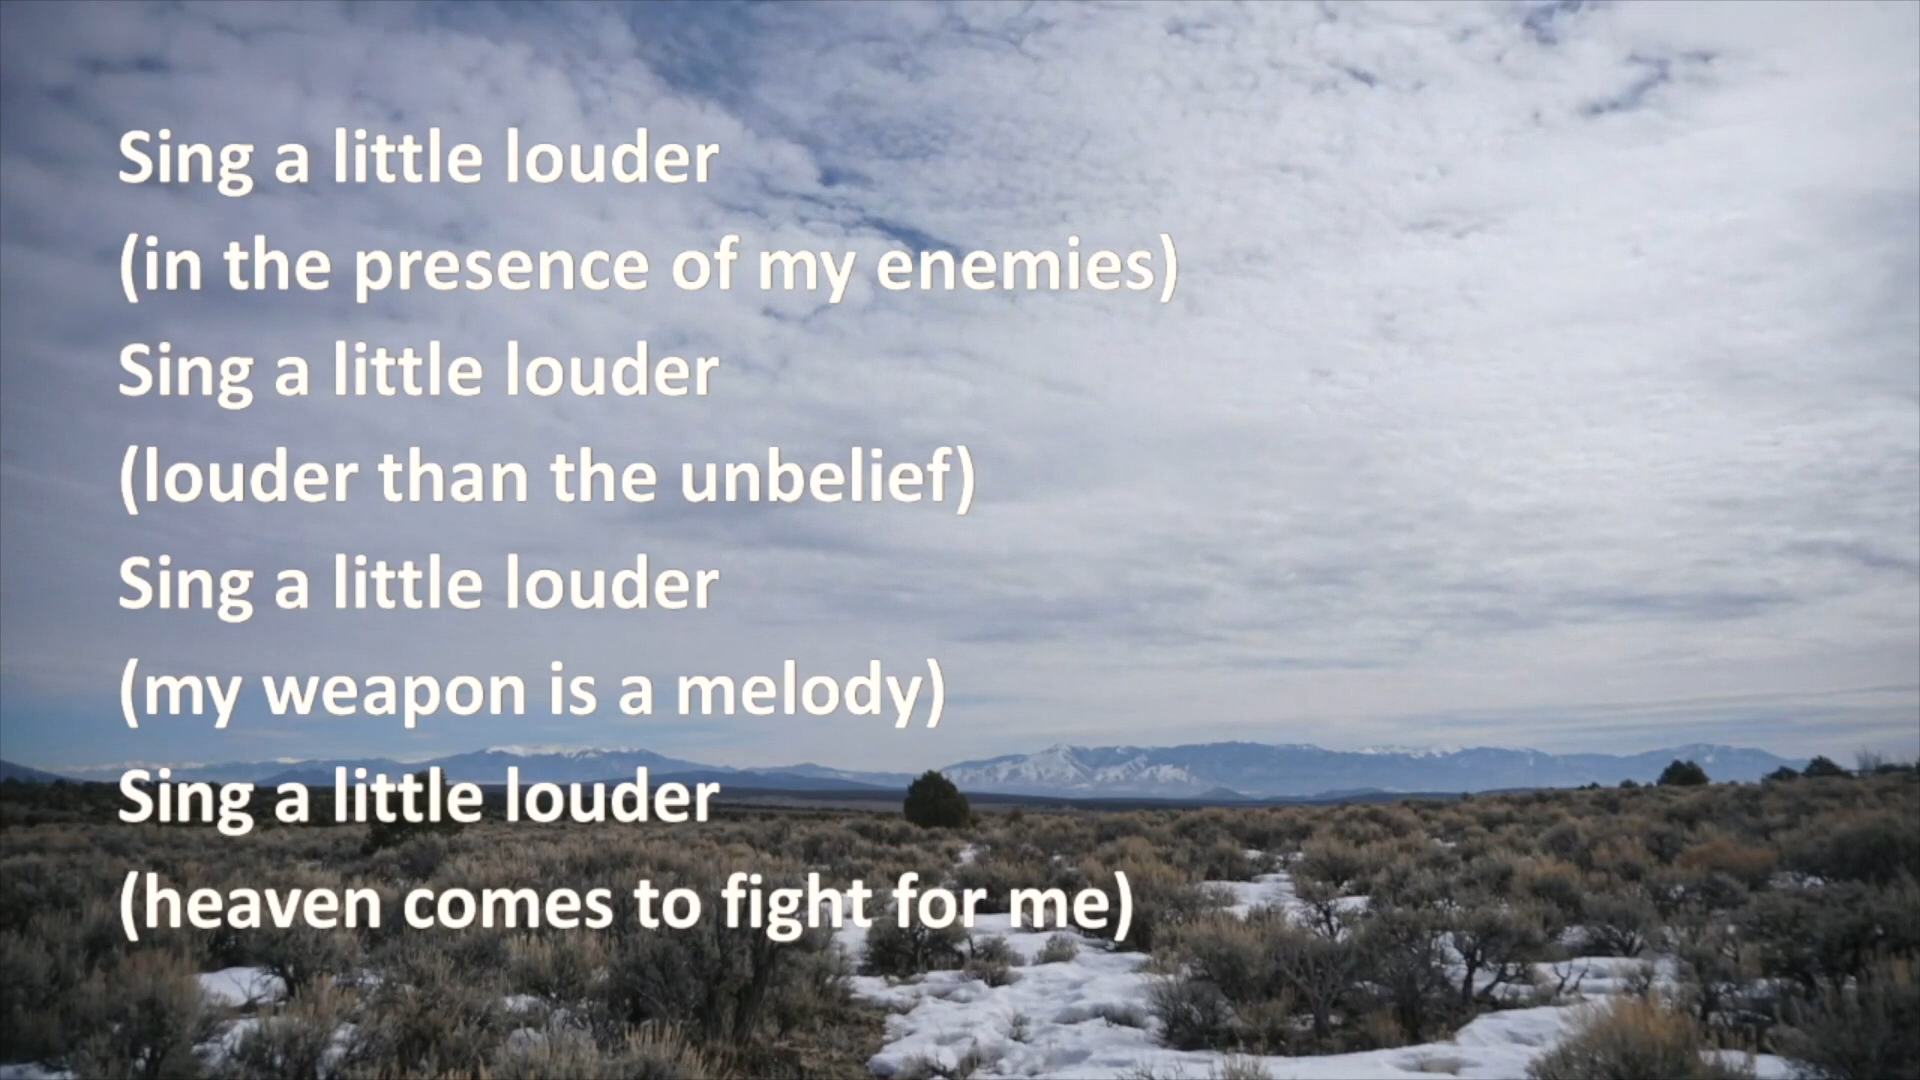 Sing a little louder
(in the presence of my enemies)
Sing a little louder
(louder than the unbelief)
Sing a little louder
(my weapon is a melody)
Sing a little louder
(heaven comes to fight for me)